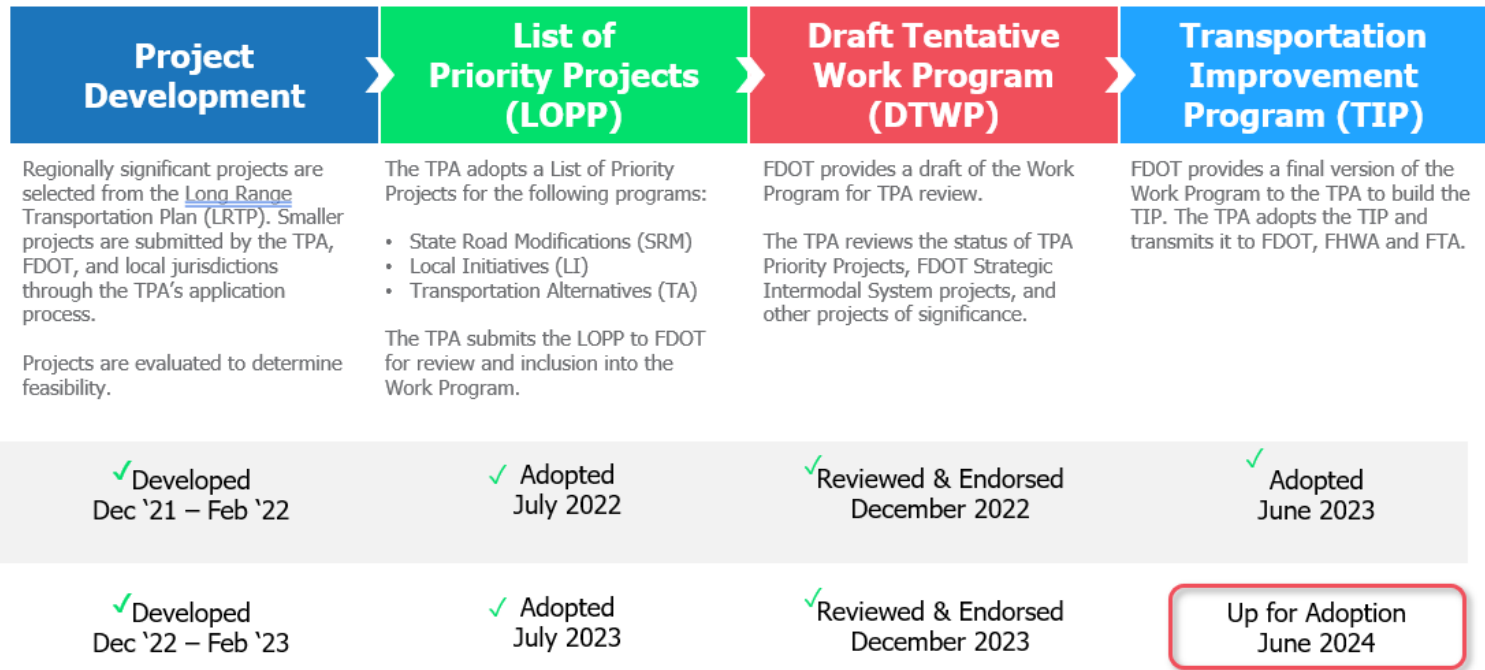 Project
Development
List of
Priority Projects
(LOPP)
Draft Tentative
Work Program
(DTWP)
Transportation
Improvement
Program (TIP)
Regionally significant projects are
selected from the Long Range
Transportation Plan (LRTP). Smaller
projects are submitted by the TPA,
FDOT, and local jurisdictions
through the TPA's application
process.
Projects are evaluated to determine
feasibility.
The TPA adopts a List of Priority
Projects for the following programs:
• State Road Modifications (SRM)
• Local Initiatives (LI)
• Transportation Alternatives (TA)
The TPA submits the LOPP to FDOT
for review and inclusion into the
Work Program.
FDOT provides a draft of the Work
Program for TPA review.
The TPA reviews the status of TPA
Priority Projects, FDOT Strategic
Intermodal System projects, and
other projects of significance.
FDOT provides a final version of the
Work Program to the TPA to build the
TIP. The TPA adopts the TIP and
transmits it to FDOT, FHWA and FTA.
✓Developed
Dec ‘21 – Feb ‘22
✓ Adopted
July 2022
✓Reviewed & Endorsed
December 2022
✓ Adopted
June 2023
✓Developed
Dec ‘22 – Feb ‘23
✓ Adopted
July 2023
✓Reviewed & Endorsed
December 2023
Up for Adoption
June 2024